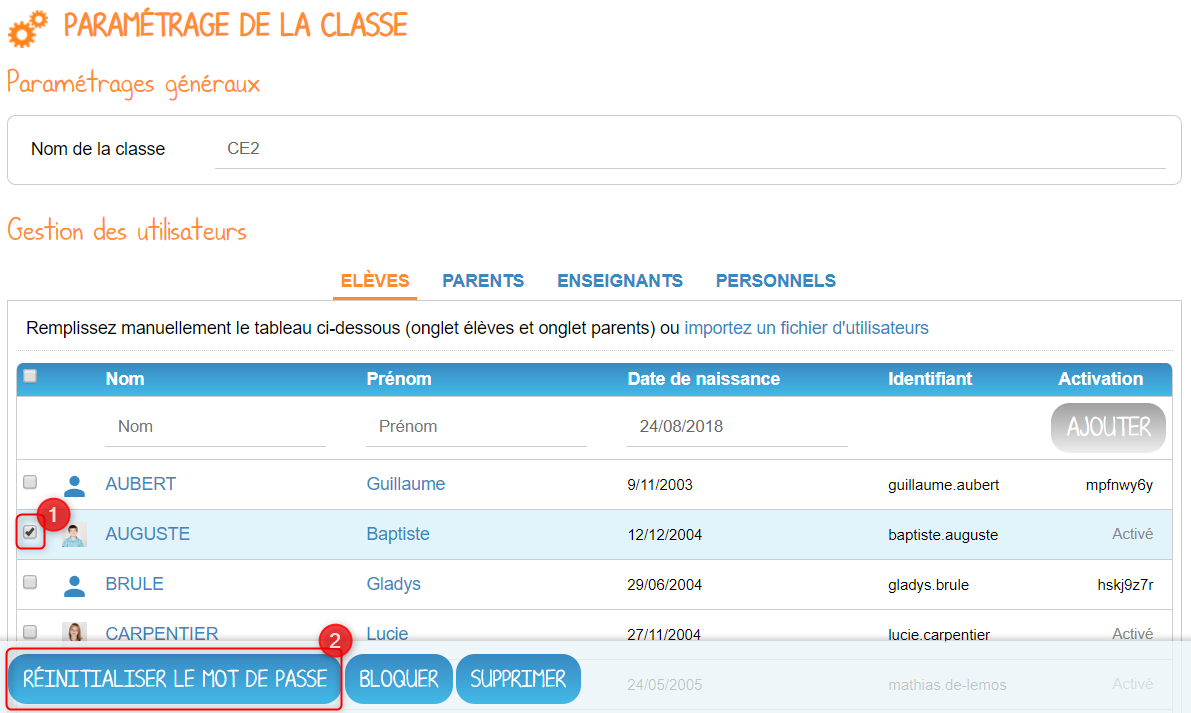 PARAMÉTRAGE DE LA CLASSE
Paramétrages généraux
Nom de la classe CE2
Gestion des utilisateurs
ELÈVES PARENTS ENSEIGNANTS PERSONNELS
Remplissez manuellement le tableau ci-dessous (onglet élèves et onglet parents) ou importez un fichier d'utilisateurs
Nom Prénom Date de naissance Identifiant Activation
Nom Prénom 24/08/2018 AJOUTER
AUBERT Guillaume 9/11/2003 guillaume.aubert mpfnwy6y
1
AUGUSTE Baptiste 12/12/2004 baptiste.auguste Activé
BRULE Gladys 29/06/2004 gladys.brule hskj9z7r
CARPENTIER Lucie 27/11/2004 lucie.carpentier Activé
2
RÉINITIALISER LE MOT DE PASSE BLOQUER SUPPRIMER 24/05/2005 mathias.de-lemos Activé